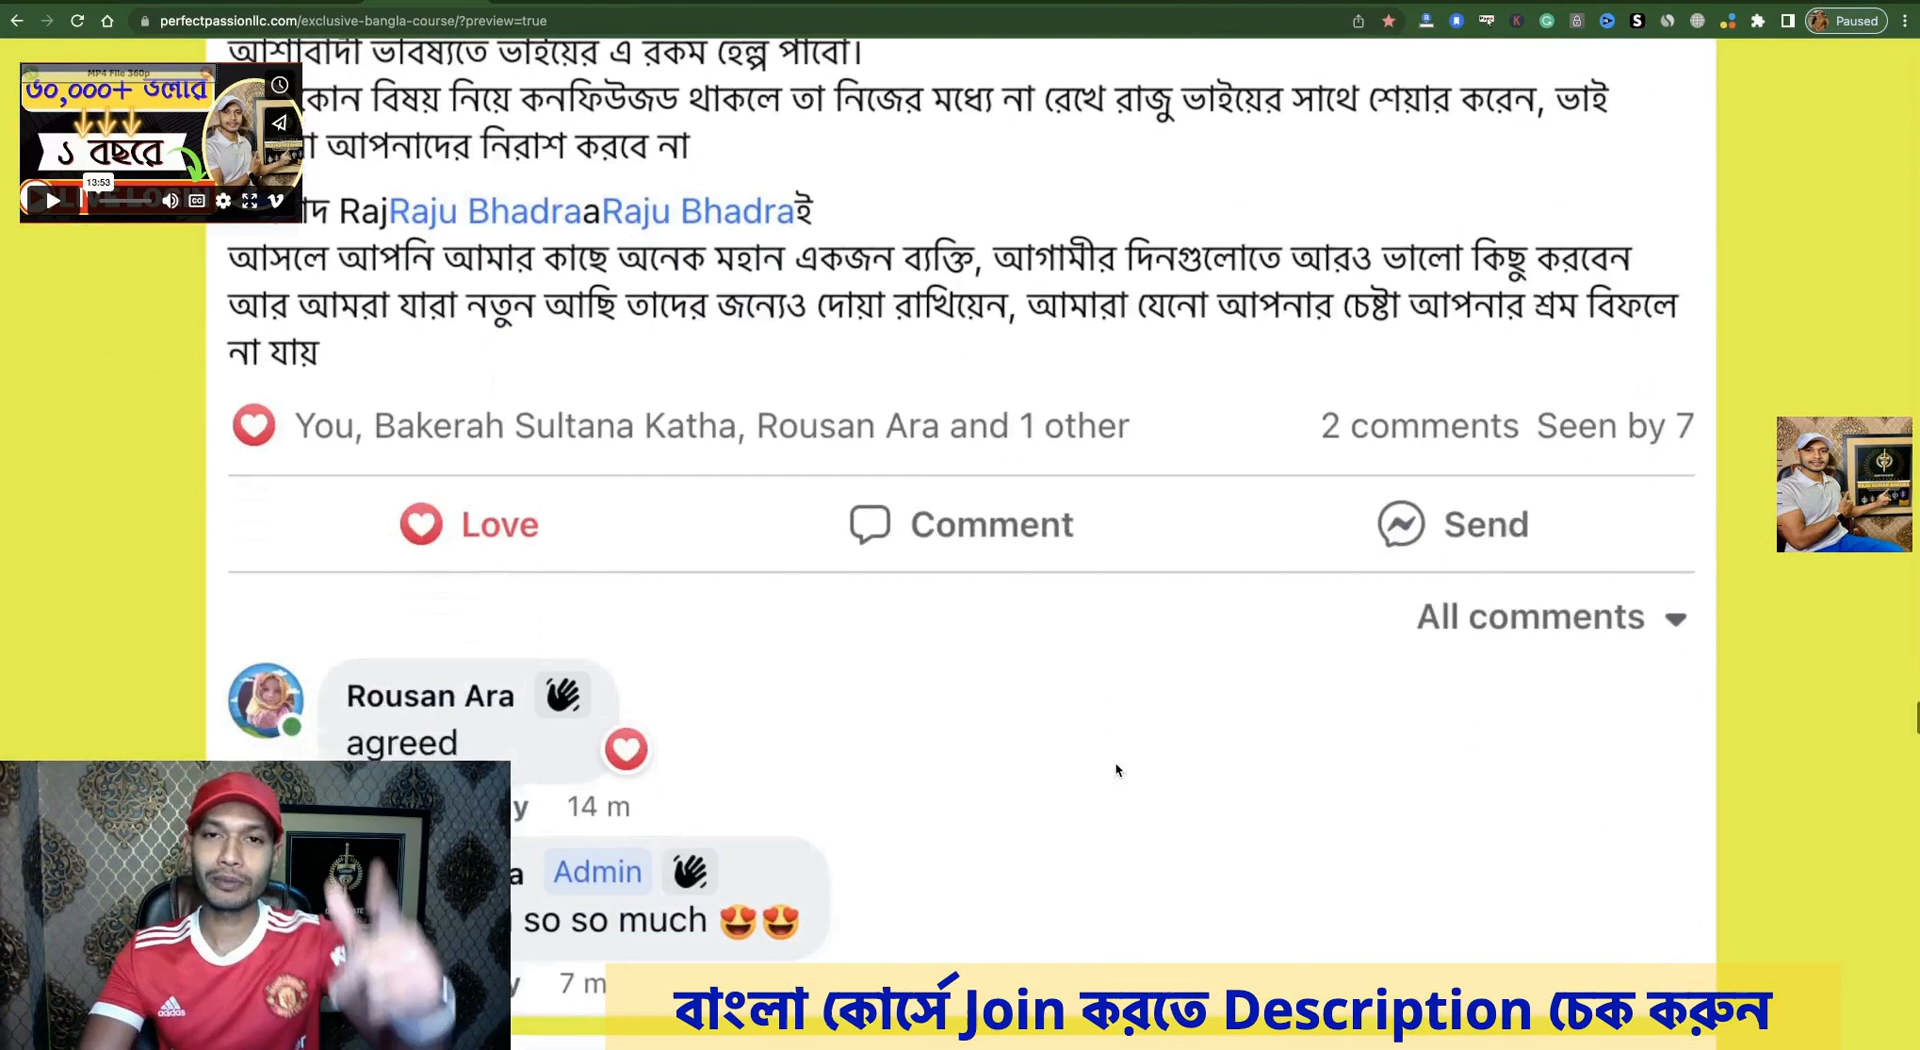 perfectpassionllc.com/exclusive-bangla-course/?preview=true
Paused
আশাবাদী ভবিষ্যতে ভাইয়ের এ রকম হেল্প পাবো।
MP4 File 360p
৬০,০০০+ ডলার
১ বছরে
13:53
কোন বিষয় নিয়ে কনফিউজড থাকলে তা নিজের মধ্যে না রেখে রাজু ভাইয়ের সাথে শেয়ার করেন, ভাই
আপনাদের নিরাশ করবে না
Raj Raju Bhadra a Raju Bhadra ই
আসলে আপনি আমার কাছে অনেক মহান একজন ব্যক্তি, আগামীর দিনগুলোতে আরও ভালো কিছু করবেন
আর আমরা যারা নতুন আছি তাদের জন্যেও দোয়া রাখিয়েন, আমারা যেনো আপনার চেষ্টা আপনার শ্রম বিফলে
না যায়
You, Bakerah Sultana Katha, Rousan Ara and 1 other 2 comments Seen by 7
Love Comment Send
All comments
Rousan Ara
agreed
14 m
Admin
so so much
7 m
বাংলা কোর্সে Join করতে Description চেক করুন